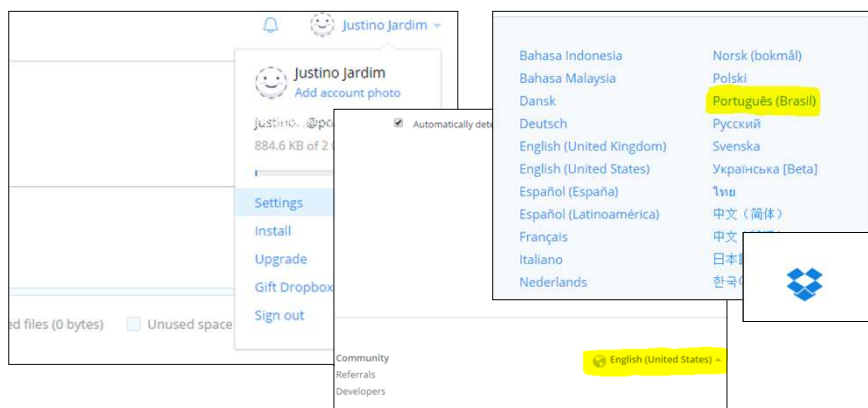 Justino Jardim
Justino Jardim
Add account photo
884.6 KB of 2
Settings
Install
Upgrade
Gift Dropbox
Sign out
ed files (0 bytes)
Unused space
Automatically dete
Community
Referrals
Developers
English (United States)
Bahasa Indonesia
Bahasa Malaysia
Dansk
Deutsch
English (United Kingdom)
English (United States)
Español (España)
Español (Latinoamérica)
Français
Italiano
Nederlands
Norsk (bokmål)
Polski
Português (Brasil)
Русский
Svenska
Українська [Beta]
ไทย
中文（简体）
中文
日本
한국